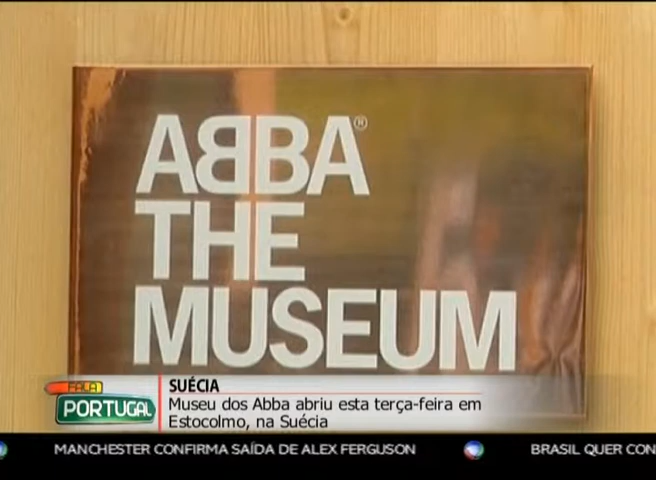 ABBA®
THE
MUSEUM
FALA
PORTUGAL
SUÉCIA
Museu dos Abba abriu esta terça-feira em
Estocolmo, na Suécia
MANCHESTER CONFIRMA SAÍDA DE ALEX FERGUSON
BRASIL QUER CON